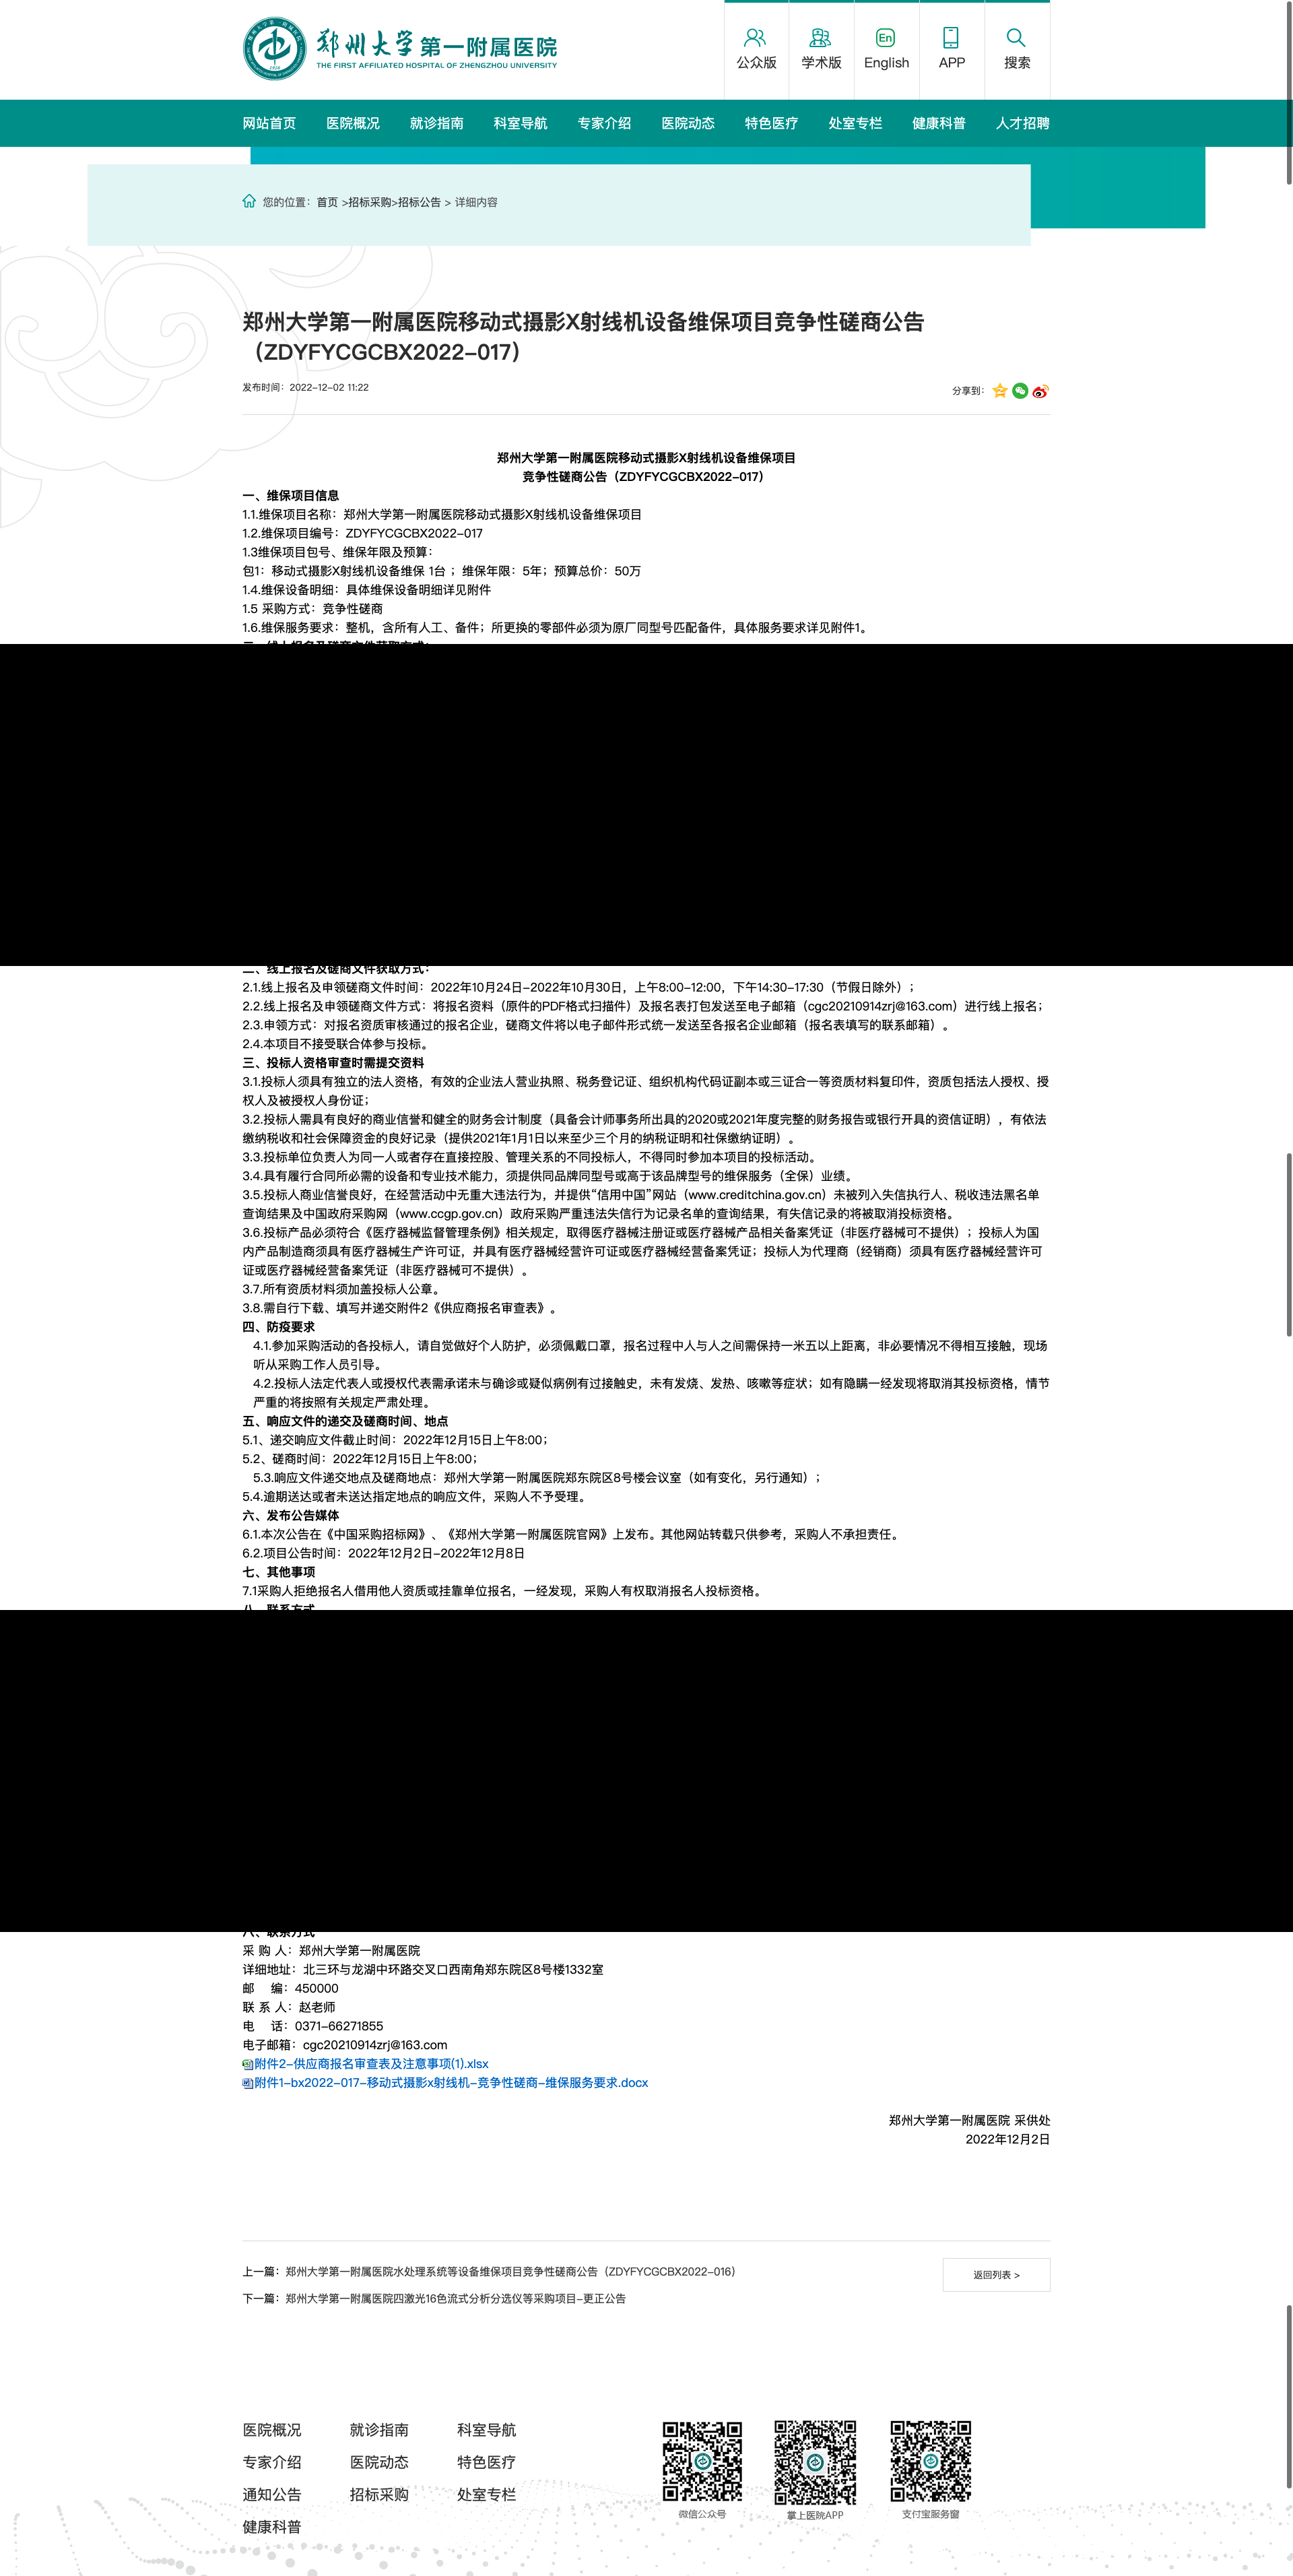 郑州大学第一附属医院
THE FIRST AFFILIATED HOSPITAL OF ZHENGZHOU UNIVERSITY
公众版
学术版
En
English
APP
搜索
网站首页 医院概况 就诊指南 科室导航 专家介绍 医院动态 特色医疗 处室专栏 健康科普 人才招聘
您的位置：首页 >招标采购>招标公告 > 详细内容
郑州大学第一附属医院移动式摄影X射线机设备维保项目竞争性磋商公告
（ZDYFYCGCBX2022-017）
发布时间：2022-12-02 11:22
分享到：
郑州大学第一附属医院移动式摄影X射线机设备维保项目
竞争性磋商公告（ZDYFYCGCBX2022-017）
一、维保项目信息
1.1.维保项目名称：郑州大学第一附属医院移动式摄影X射线机设备维保项目
1.2.维保项目编号：ZDYFYCGCBX2022-017
1.3维保项目包号、维保年限及预算：
包1：移动式摄影X射线机设备维保 1台 ；维保年限：5年；预算总价：50万
1.4.维保设备明细：具体维保设备明细详见附件
1.5 采购方式：竞争性磋商
1.6.维保服务要求：整机，含所有人工、备件；所更换的零部件必须为原厂同型号匹配备件，具体服务要求详见附件1。
二、线上报名及磋商文件获取方式：
2.1.线上报名及申领磋商文件时间：2022年10月24日-2022年10月30日，上午8:00-12:00，下午14:30-17:30（节假日除外）；
2.2.线上报名及申领磋商文件方式：将报名资料（原件的PDF格式扫描件）及报名表打包发送至电子邮箱（cgc20210914zrj@163.com）进行线上报名；
2.3.申领方式：对报名资质审核通过的报名企业，磋商文件将以电子邮件形式统一发送至各报名企业邮箱（报名表填写的联系邮箱）。
2.4.本项目不接受联合体参与投标。
三、投标人资格审查时需提交资料
3.1.投标人须具有独立的法人资格，有效的企业法人营业执照、税务登记证、组织机构代码证副本或三证合一等资质材料复印件，资质包括法人授权、授
权人及被授权人身份证；
3.2.投标人需具有良好的商业信誉和健全的财务会计制度（具备会计师事务所出具的2020或2021年度完整的财务报告或银行开具的资信证明），有依法
缴纳税收和社会保障资金的良好记录（提供2021年1月1日以来至少三个月的纳税证明和社保缴纳证明）。
3.3.投标单位负责人为同一人或者存在直接控股、管理关系的不同投标人，不得同时参加本项目的投标活动。
3.4.具有履行合同所必需的设备和专业技术能力，须提供同品牌同型号或高于该品牌型号的维保服务（全保）业绩。
3.5.投标人商业信誉良好，在经营活动中无重大违法行为，并提供“信用中国”网站（www.creditchina.gov.cn）未被列入失信执行人、税收违法黑名单
查询结果及中国政府采购网（www.ccgp.gov.cn）政府采购严重违法失信行为记录名单的查询结果，有失信记录的将被取消投标资格。
3.6.投标产品必须符合《医疗器械监督管理条例》相关规定，取得医疗器械注册证或医疗器械产品相关备案凭证（非医疗器械可不提供）；投标人为国
内产品制造商须具有医疗器械生产许可证，并具有医疗器械经营许可证或医疗器械经营备案凭证；投标人为代理商（经销商）须具有医疗器械经营许可
证或医疗器械经营备案凭证（非医疗器械可不提供）。
3.7.所有资质材料须加盖投标人公章。
3.8.需自行下载、填写并递交附件2《供应商报名审查表》。
四、防疫要求
4.1.参加采购活动的各投标人，请自觉做好个人防护，必须佩戴口罩，报名过程中人与人之间需保持一米五以上距离，非必要情况不得相互接触，现场
听从采购工作人员引导。
4.2.投标人法定代表人或授权代表需承诺未与确诊或疑似病例有过接触史，未有发烧、发热、咳嗽等症状；如有隐瞒一经发现将取消其投标资格，情节
严重的将按照有关规定严肃处理。
五、响应文件的递交及磋商时间、地点
5.1、递交响应文件截止时间：2022年12月15日上午8:00；
5.2、磋商时间：2022年12月15日上午8:00；
5.3.响应文件递交地点及磋商地点：郑州大学第一附属医院郑东院区8号楼会议室（如有变化，另行通知）；
5.4.逾期送达或者未送达指定地点的响应文件，采购人不予受理。
六、发布公告媒体
6.1.本次公告在《中国采购招标网》、《郑州大学第一附属医院官网》上发布。其他网站转载只供参考，采购人不承担责任。
6.2.项目公告时间：2022年12月2日-2022年12月8日
七、其他事项
7.1采购人拒绝报名人借用他人资质或挂靠单位报名，一经发现，采购人有权取消报名人投标资格。
八、联系方式
采 购 人：郑州大学第一附属医院
详细地址：北三环与龙湖中环路交叉口西南角郑东院区8号楼1332室
邮 编：450000
联 系 人：赵老师
电 话：0371-66271855
电子邮箱：cgc20210914zrj@163.com
附件2-供应商报名审查表及注意事项(1).xlsx
附件1-bx2022-017-移动式摄影x射线机-竞争性磋商-维保服务要求.docx
郑州大学第一附属医院 采供处
2022年12月2日
上一篇：郑州大学第一附属医院水处理系统等设备维保项目竞争性磋商公告（ZDYFYCGCBX2022-016）
返回列表 >
下一篇：郑州大学第一附属医院四激光16色流式分析分选仪等采购项目-更正公告
医院概况 就诊指南 科室导航
专家介绍 医院动态 特色医疗
通知公告 招标采购 处室专栏
健康科普
微信公众号 掌上医院APP 支付宝服务窗